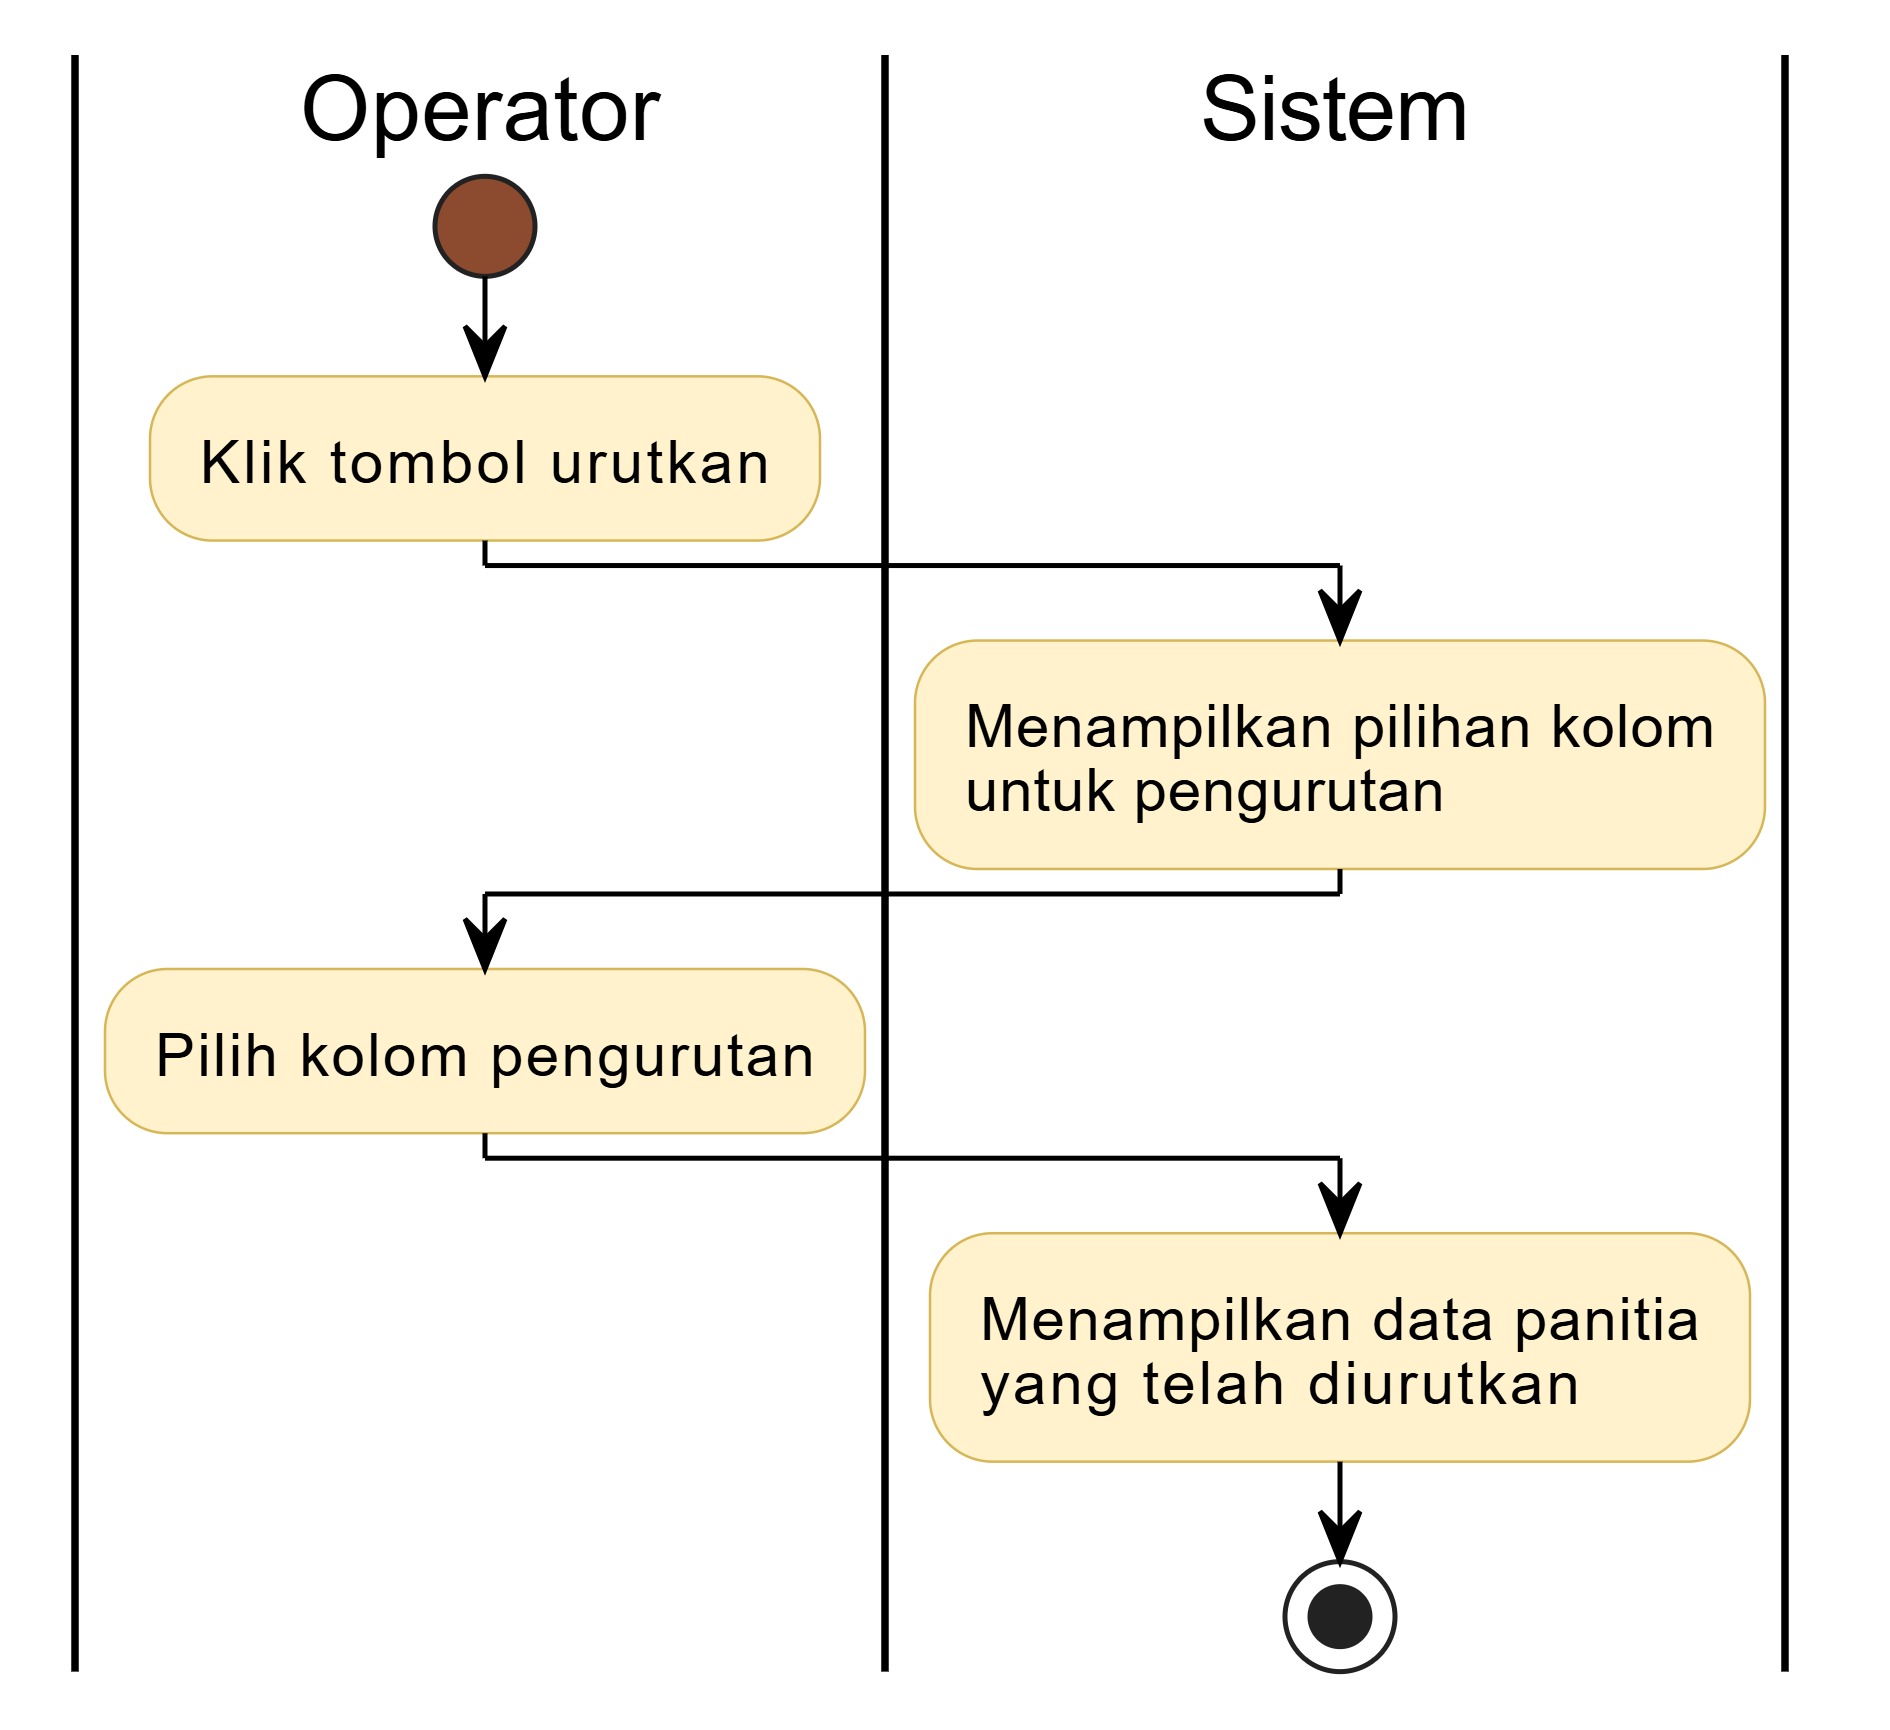 Operator
Sistem
Klik tombol urutkan
Menampilkan pilihan kolom
untuk pengurutan
Pilih kolom pengurutan
Menampilkan data panitia
yang telah diurutkan